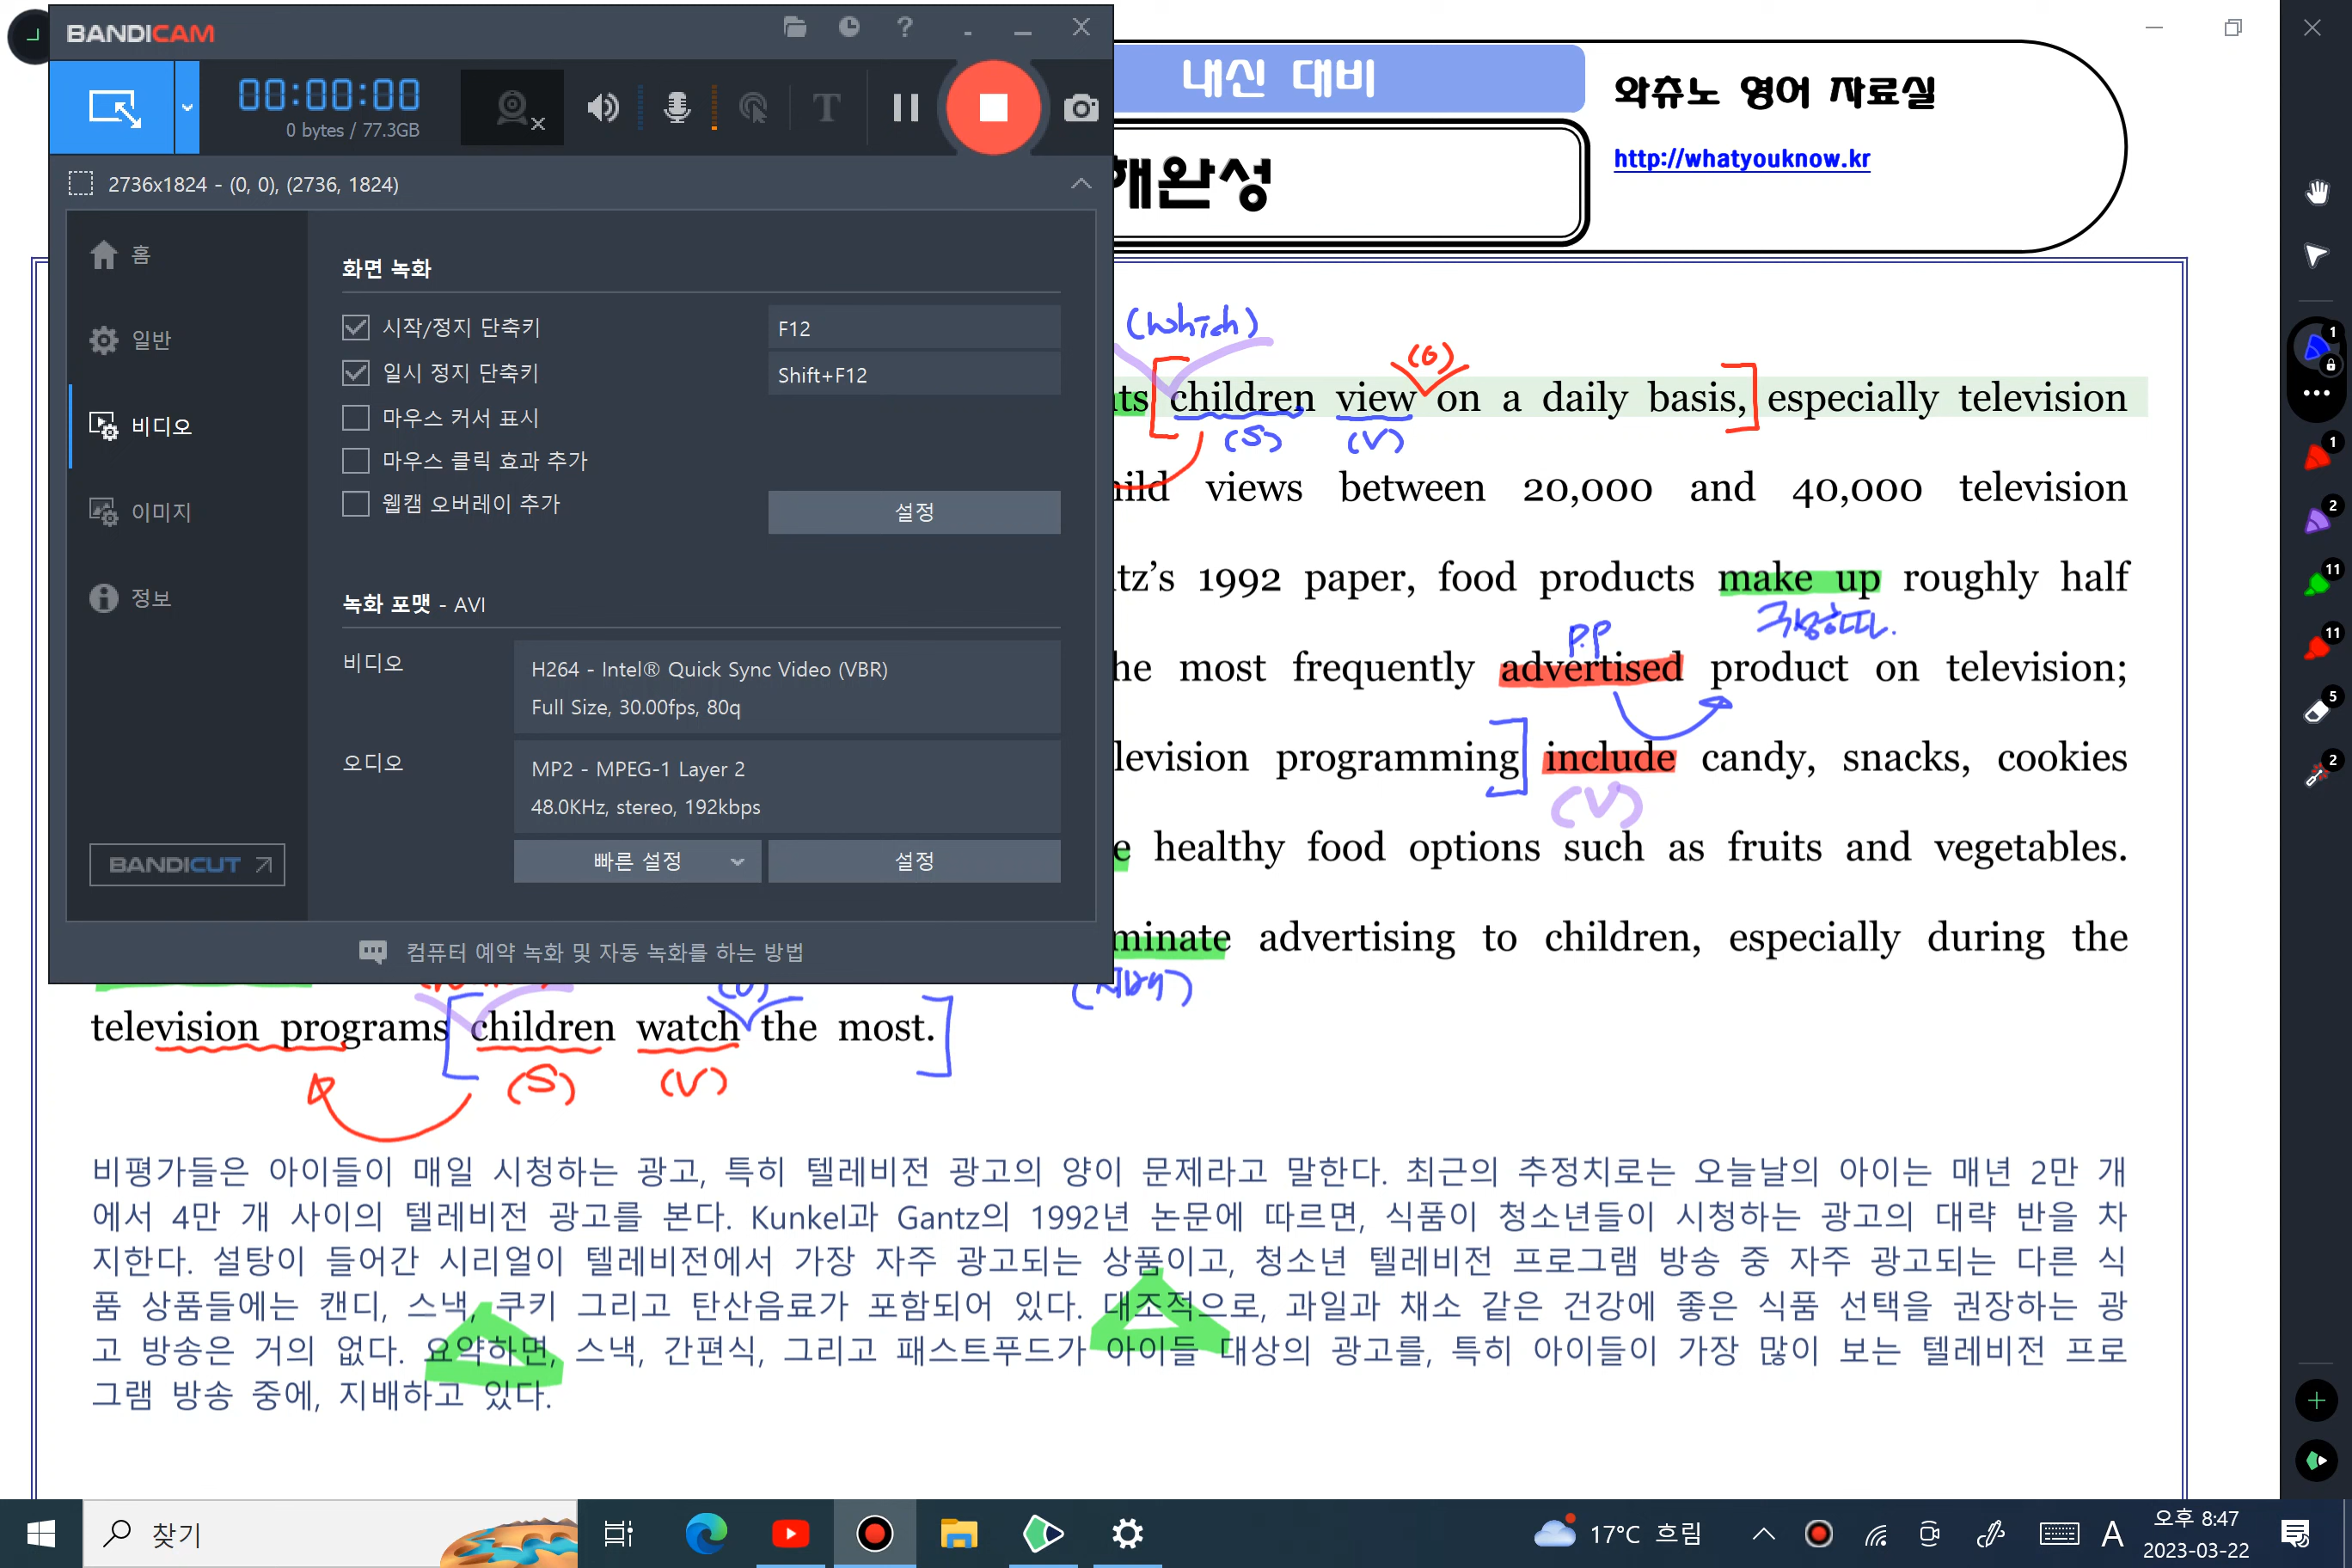 BANDICAM
00:00:00
0 bytes / 77.3GB
2736x1824 - (0, 0), (2736, 1824)
홈
일반
비디오
이미지
정보
BANDICUT
화면 녹화
시작/정지 단축키
F12
일시 정지 단축키
Shift+F12
마우스 커서 표시
마우스 클릭 효과 추가
웹캠 오버레이 추가
설정
녹화 포맷 - AVI
비디오
H264 - Intel® Quick Sync Video (VBR)
Full Size, 30.00fps, 80q
오디오
MP2 - MPEG-1 Layer 2
48.0KHz, stereo, 192kbps
빠른 설정
설정
컴퓨터 예약 녹화 및 자동 녹화를 하는 방법
내신 대비
와츄노 영어 자료실
http://whatyouknow.kr
해완성
(which)
(O)
ts children view on a daily basis, especially television
(S) (V)
ild views between 20,000 and 40,000 television
tz's 1992 paper, food products make up roughly half
P.P 구성하다.
he most frequently advertised product on television;
levision programming include candy, snacks, cookies
(V)
e healthy food options such as fruits and vegetables.
minate advertising to children, especially during the
(지배)
television programs children watch the most.
(S) (V)
비평가들은 아이들이 매일 시청하는 광고, 특히 텔레비전 광고의 양이 문제라고 말한다. 최근의 추정치로는 오늘날의 아이는 매년 2만 개
에서 4만 개 사이의 텔레비전 광고를 본다. Kunkel과 Gantz의 1992년 논문에 따르면, 식품이 청소년들이 시청하는 광고의 대략 반을 차
지한다. 설탕이 들어간 시리얼이 텔레비전에서 가장 자주 광고되는 상품이고, 청소년 텔레비전 프로그램 방송 중 자주 광고되는 다른 식
품 상품들에는 캔디, 스낵, 쿠키 그리고 탄산음료가 포함되어 있다. 대조적으로, 과일과 채소 같은 건강에 좋은 식품 선택을 권장하는 광
고 방송은 거의 없다. 요약하면, 스낵, 간편식, 그리고 패스트푸드가 아이들 대상의 광고를, 특히 아이들이 가장 많이 보는 텔레비전 프로
그램 방송 중에, 지배하고 있다.
1
1
2
11
11
5
2
찾기
17°C 흐림
A
오후 8:47
2023-03-22